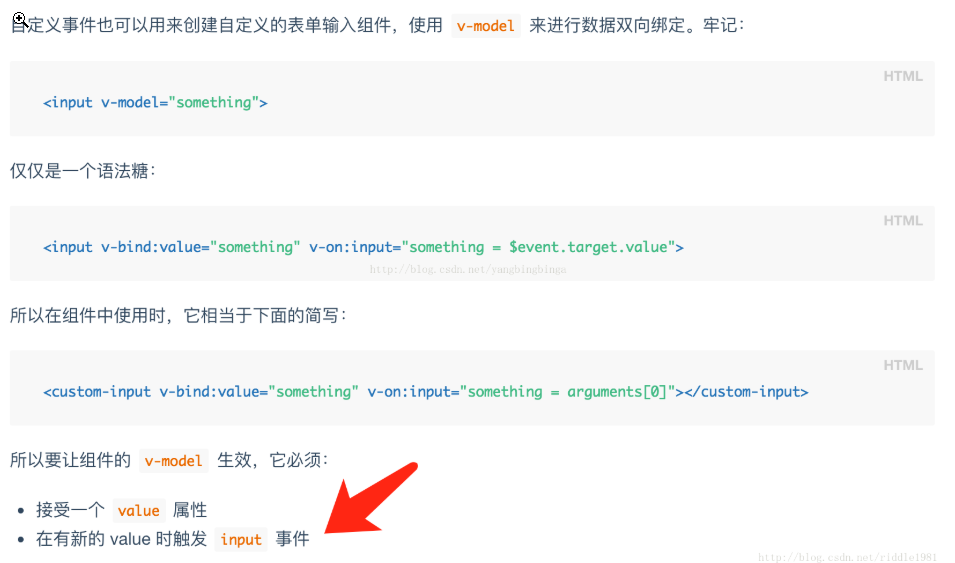 自定义事件也可以用来创建自定义的表单输入组件，使用 v-model 来进行数据双向绑定。牢记：
HTML
<input v-model="something">
仅仅是一个语法糖：
HTML
<input v-bind:value="something" v-on:input="something = $event.target.value">
http://blog.csdn.net/yangbingbinga
所以在组件中使用时，它相当于下面的简写：
HTML
<custom-input v-bind:value="something" v-on:input="something = arguments[0]"></custom-input>
所以要让组件的 v-model 生效，它必须：
• 接受一个 value 属性
• 在有新的 value 时触发 input 事件
http://blog.csdn.net/riddle1981